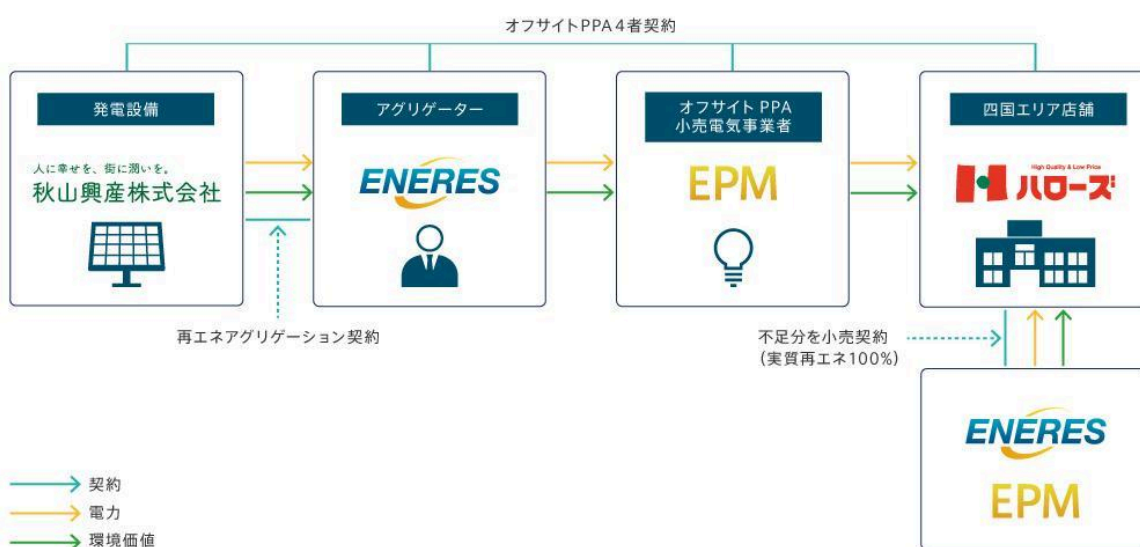 オフサイトPPA4者契約
発電設備
アグリゲーター
オフサイト PPA
小売電気事業者
四国エリア店舗
人に幸せを、街に潤いを。
秋山興産株式会社
ENERES
EPM
High Quality & Low Price
ハローズ
再エネアグリゲーション契約
不足分を小売契約
(実質再エネ100%)
ENERES
EPM
契約
電力
環境価値